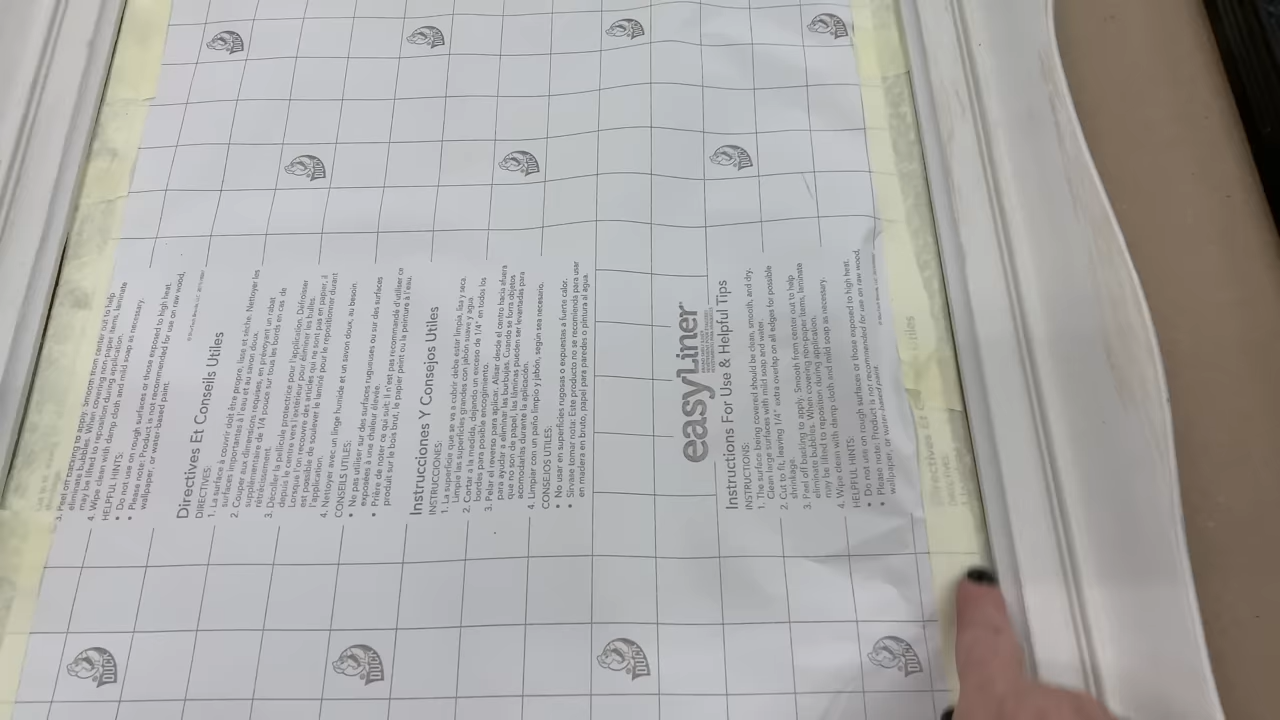 3. Peel off backing to apply. Smooth from center out to help
eliminate bubbles. When covering non-paper items, laminate
may be lifted to reposition during application.
4. Wipe clean with damp cloth and mild soap as necessary.
HELPFUL HINTS:
• Do not use on rough surfaces or those exposed to high heat.
• Please note: Product is not recommended for use on raw wood,
wallpaper, or water-based paint.
Directives Et Conseils Utiles
DIRECTIVES:
1. La surface à couvrir doit être propre, lisse et sèche. Nettoyer les
surfaces importantes à l'eau et au savon doux.
2. Couper aux dimensions requises, en prévoyant un rabat
supplémentaire de 1/4 pouce sur tous les bords en cas de
rétrécissement.
3. Décoller la pellicule protectrice pour l'application. Défroisser
depuis le centre vers l'extérieur pour éliminer les bulles.
Lorsque l'on recouvre des articles qui ne sont pas en papier, il
est possible de soulever le laminé pour le repositionner durant
l'application.
4. Nettoyer avec un linge humide et un savon doux, au besoin.
CONSEILS UTILES:
• Ne pas utiliser sur des surfaces rugueuses ou sur des surfaces
exposées à une chaleur élevée.
• Prière de noter ce qui suit: il n'est pas recommandé d'utiliser ce
produit sur le bois brut, le papier peint ou la peinture à l'eau.
Instrucciones Y Consejos Utiles
INSTRUCCIONES:
1. La superficie que se va a cubrir debe estar limpia, lisa y seca.
Limpie las superficies grandes con jabón suave y agua.
2. Cortar a la medida, dejando un exceso de 1/4" en todos los
bordes para posible encogimiento.
3. Pelar el reverso para aplicar. Alisar desde el centro hacia afuera
para ayudar a eliminar las burbujas. Cuando se forra objetos
que no son de papel, las láminas pueden ser levantadas para
acomodarlas durante la aplicación.
4. Limpiar con un paño limpio y jabón, según sea necesario.
CONSEJOS UTILES:
• No usar en superficies rugosas o expuestas a fuerte calor.
• Sírvase tomar nota: Este producto no se recomienda para usar
en madera en bruto, papel para paredes o pintura al agua.
easyLiner®
Instructions For Use & Helpful Tips
INSTRUCTIONS:
1. The surface being covered should be clean, smooth, and dry.
Clean large surfaces with mild soap and water.
2. Cut to fit, leaving 1/4" extra overlap on all edges for possible
shrinkage.
3. Peel off backing to apply. Smooth from center out to help
eliminate bubbles. When covering non-paper items, laminate
may be lifted to reposition during application.
4. Wipe clean with damp cloth and mild soap as necessary.
HELPFUL HINTS:
• Do not use on rough surfaces or those exposed to high heat.
• Please note: Product is not recommended for use on raw wood,
wallpaper, or water-based paint.
DUCK
DUCK
DUCK
DUCK
DUCK
DUCK
DUCK
DUCK
DUCK
DUCK
DUCK